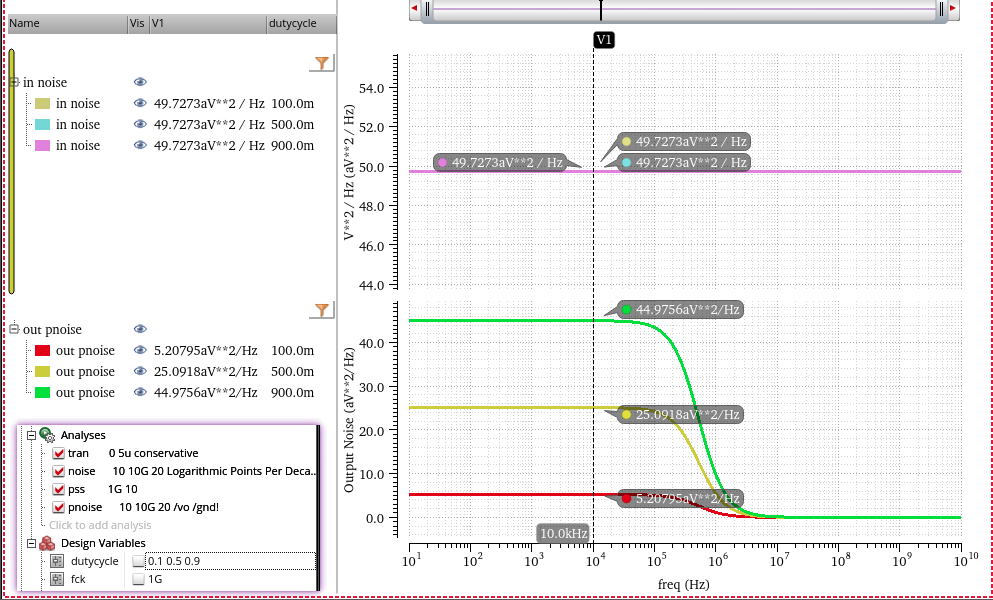 Name Vis V1 dutycycle
in noise
in noise 49.7273aV**2 / Hz 100.0m
in noise 49.7273aV**2 / Hz 500.0m
in noise 49.7273aV**2 / Hz 900.0m
out pnoise
out pnoise 5.20795aV**2/Hz 100.0m
out pnoise 25.0918aV**2/Hz 500.0m
out pnoise 44.9756aV**2/Hz 900.0m
Analyses
tran 0 5u conservative
noise 10 10G 20 Logarithmic Points Per Deca..
pss 1G 10
pnoise 10 10G 20 /vo /gnd!
Click to add analysis
Design Variables
dutycycle 0.1 0.5 0.9
fck 1G
V1
V**2 / Hz (aV**2 / Hz)
54.0
52.0
50.0
48.0
46.0
44.0
49.7273aV**2 / Hz
49.7273aV**2 / Hz
49.7273aV**2 / Hz
Output Noise (aV**2/Hz)
40.0
30.0
20.0
10.0
0.0
44.9756aV**2/Hz
25.0918aV**2/Hz
5.20795aV**2/Hz
10.0kHz
10^1 10^2 10^3 10^4 10^5 10^6 10^7 10^8 10^9 10^10
freq (Hz)